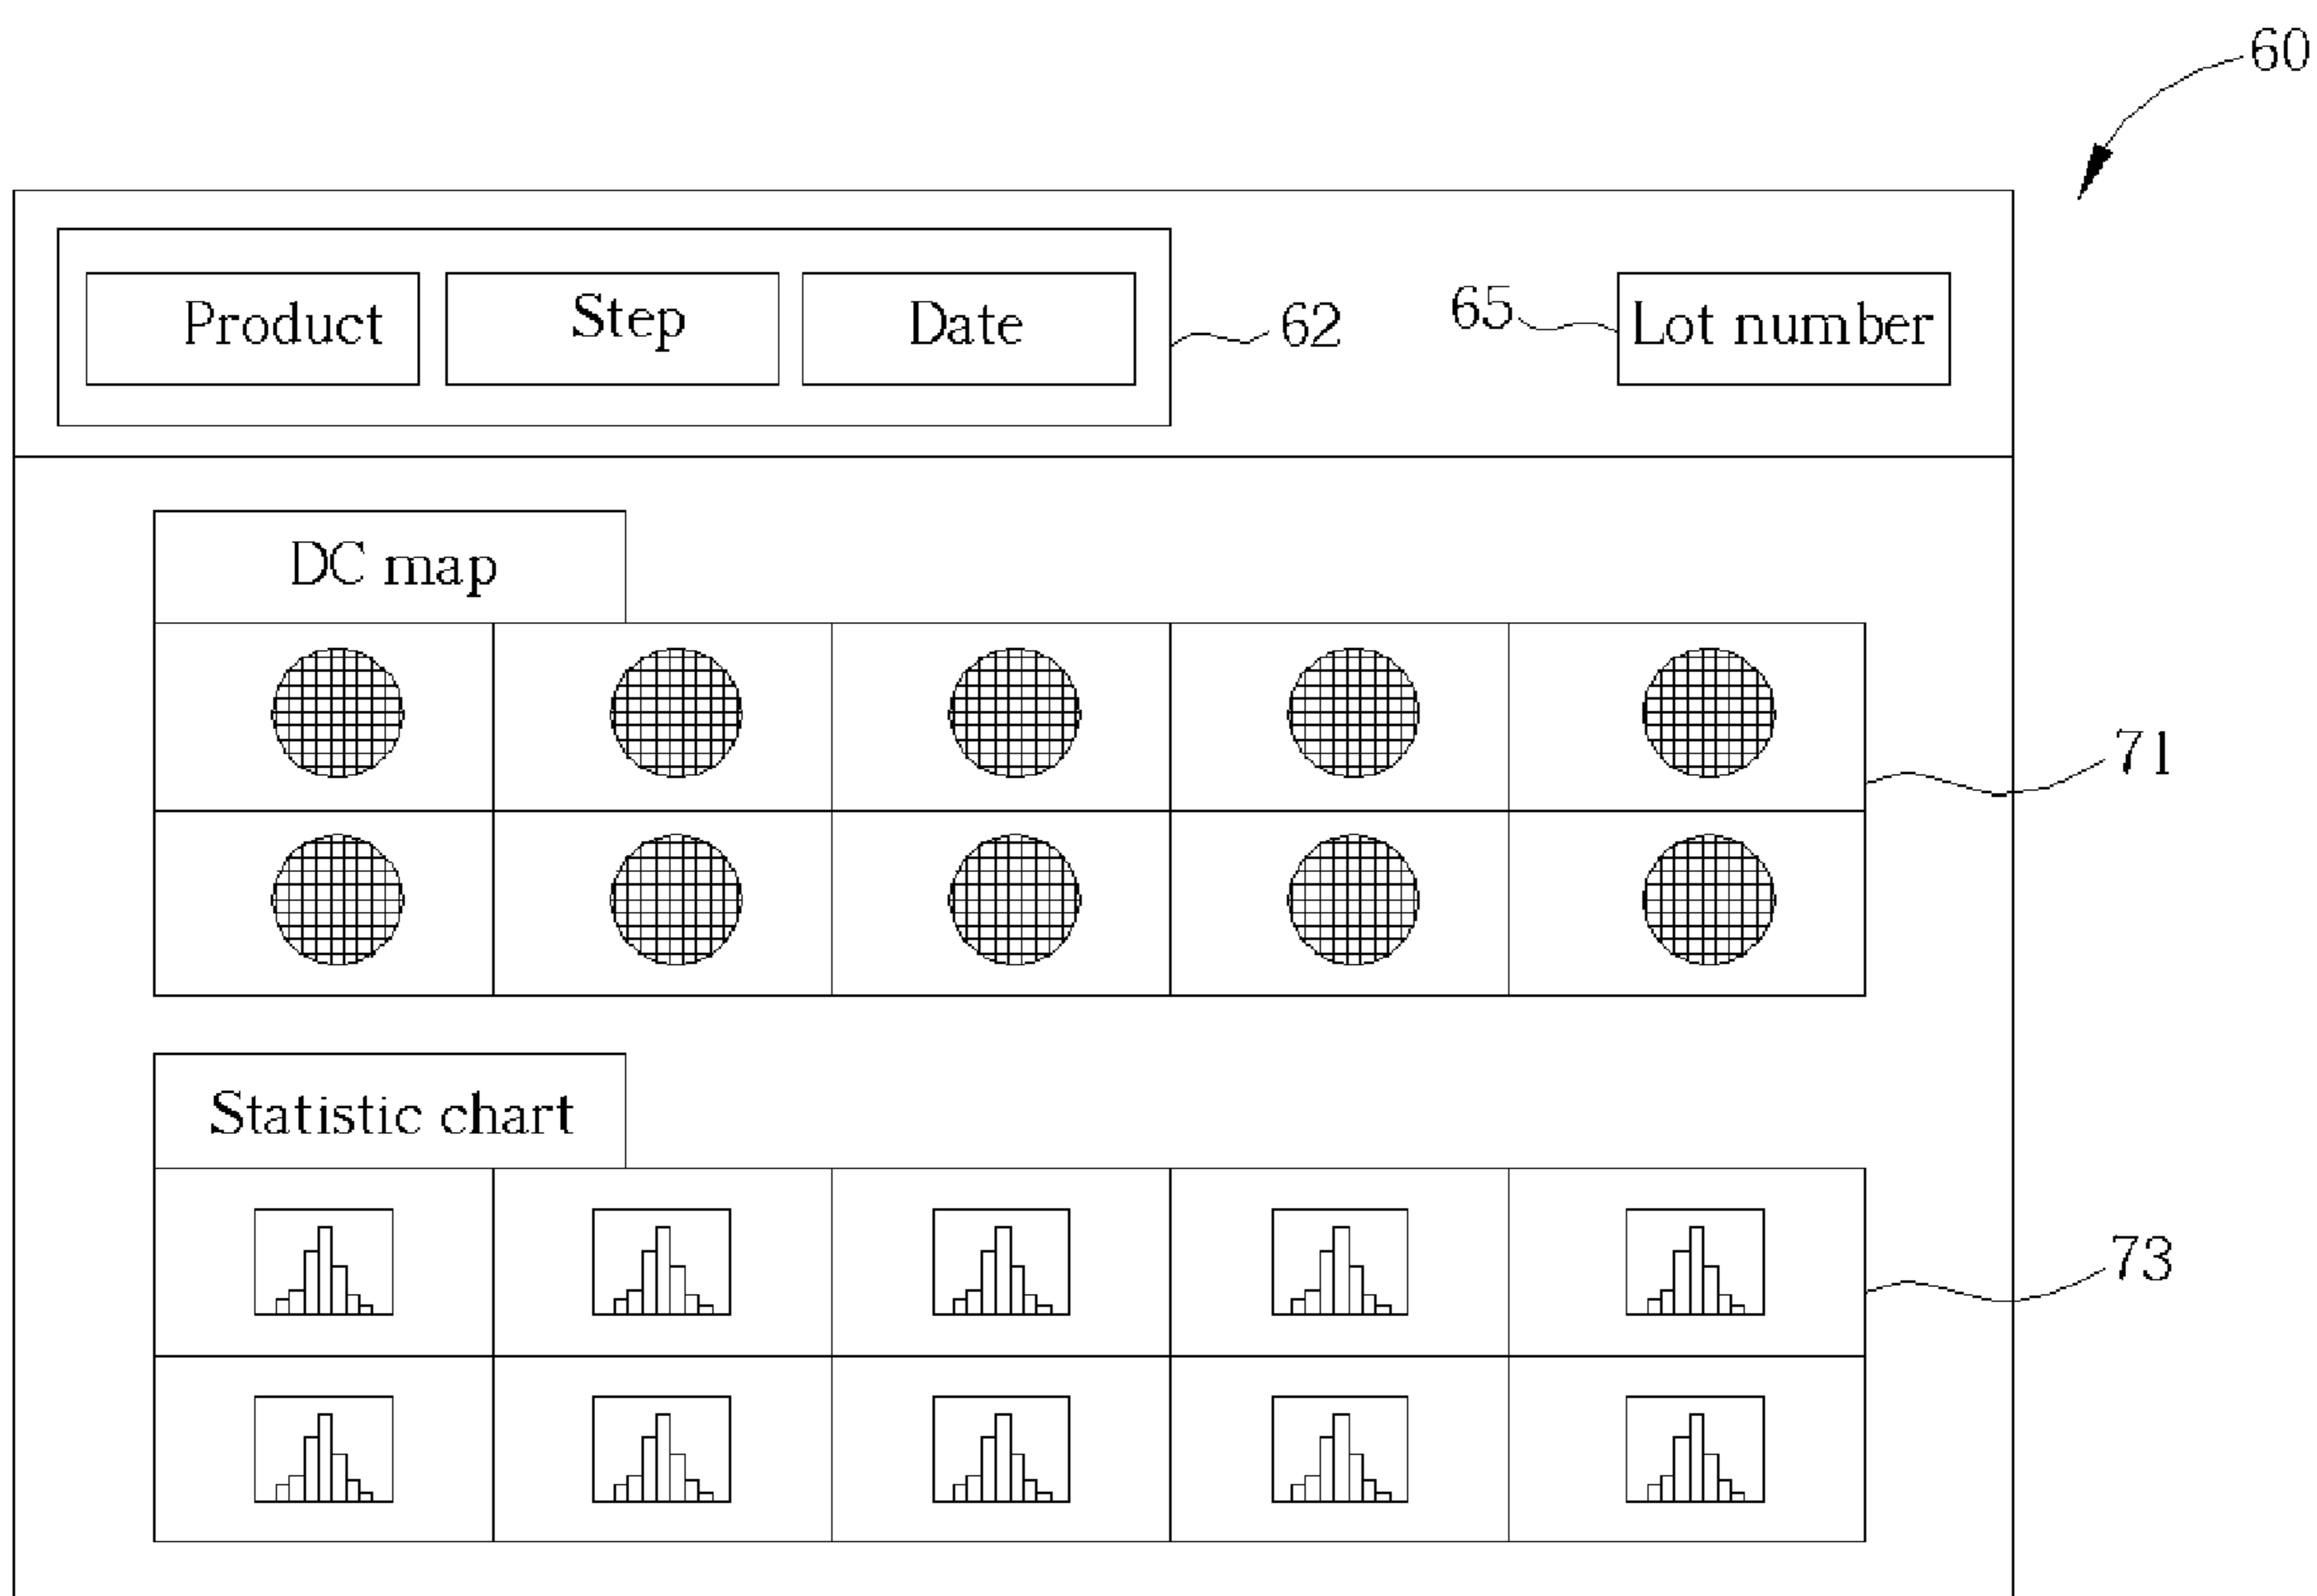 60
Product Step Date 62 65 Lot number
DC map
71
Statistic chart
73